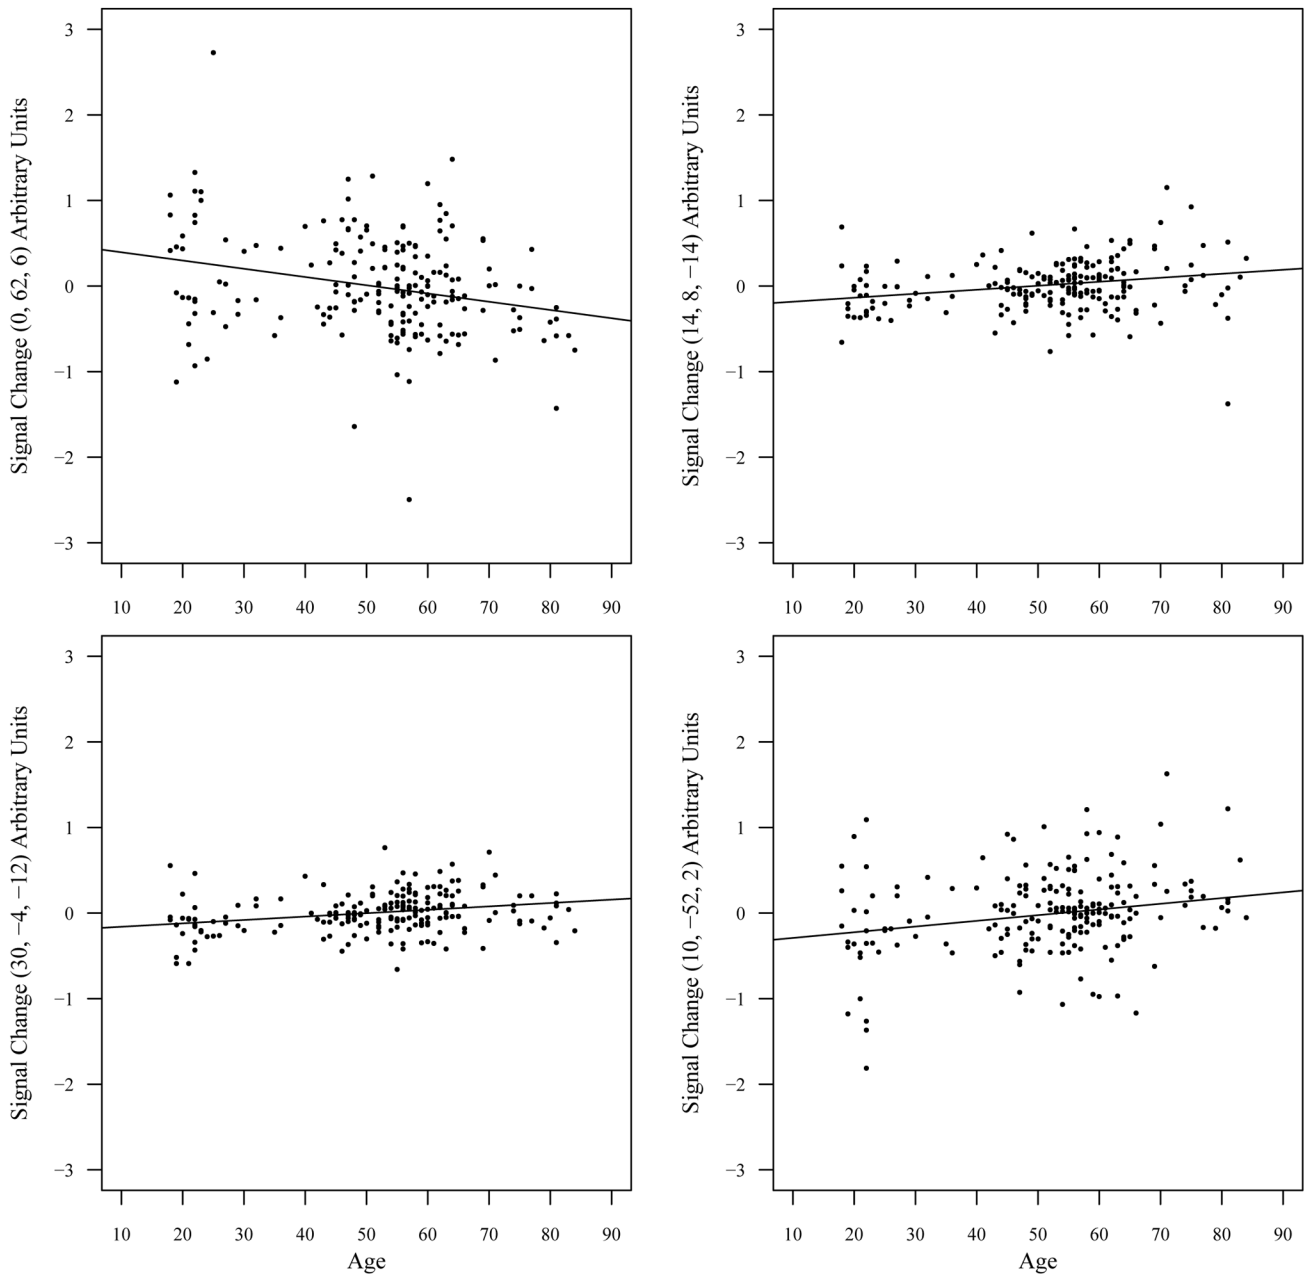 3
2
1
0
−1
−2
−3
Signal Change (0, 62, 6) Arbitrary Units
10 20 30 40 50 60 70 80 90
3
2
1
0
−1
−2
−3
Signal Change (14, 8, −14) Arbitrary Units
10 20 30 40 50 60 70 80 90
3
2
1
0
−1
−2
−3
Signal Change (30, −4, −12) Arbitrary Units
10 20 30 40 50 60 70 80 90
Age
3
2
1
0
−1
−2
−3
Signal Change (10, −52, 2) Arbitrary Units
10 20 30 40 50 60 70 80 90
Age